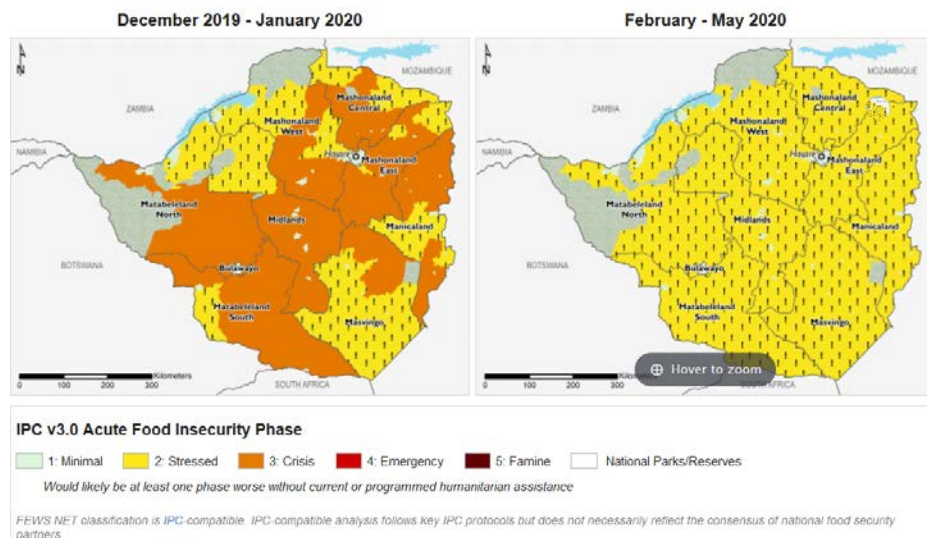 December 2019 - January 2020
February - May 2020
N
MOZAMBIQUE
ZAMBIA
Mashonaland
Central
Mashonaland
West
Harare
Mashonaland
East
NAMIBIA
Matabeleland
North
Midlands
Manicaland
BOTSWANA
Bulawayo
Matabeleland
South
Masvingo
Kilometers
0 100 200 300
SOUTH AFRICA
N
MOZAMBIQUE
ZAMBIA
Mashonaland
Central
Mashonaland
West
Harare
Mashonaland
East
NAMIBIA
Matabeleland
North
Midlands
Manicaland
BOTSWANA
Bulawayo
Matabeleland
South
Masvingo
Kilometers
0 100 200 300
Hover to zoom
SOUTH AFRICA
IPC v3.0 Acute Food Insecurity Phase
1: Minimal 2: Stressed 3: Crisis 4: Emergency 5: Famine National Parks/Reserves
Would likely be at least one phase worse without current or programmed humanitarian assistance
FEWS NET classification is IPC-compatible. IPC-compatible analysis follows key IPC protocols but does not necessarily reflect the consensus of national food security
partners.